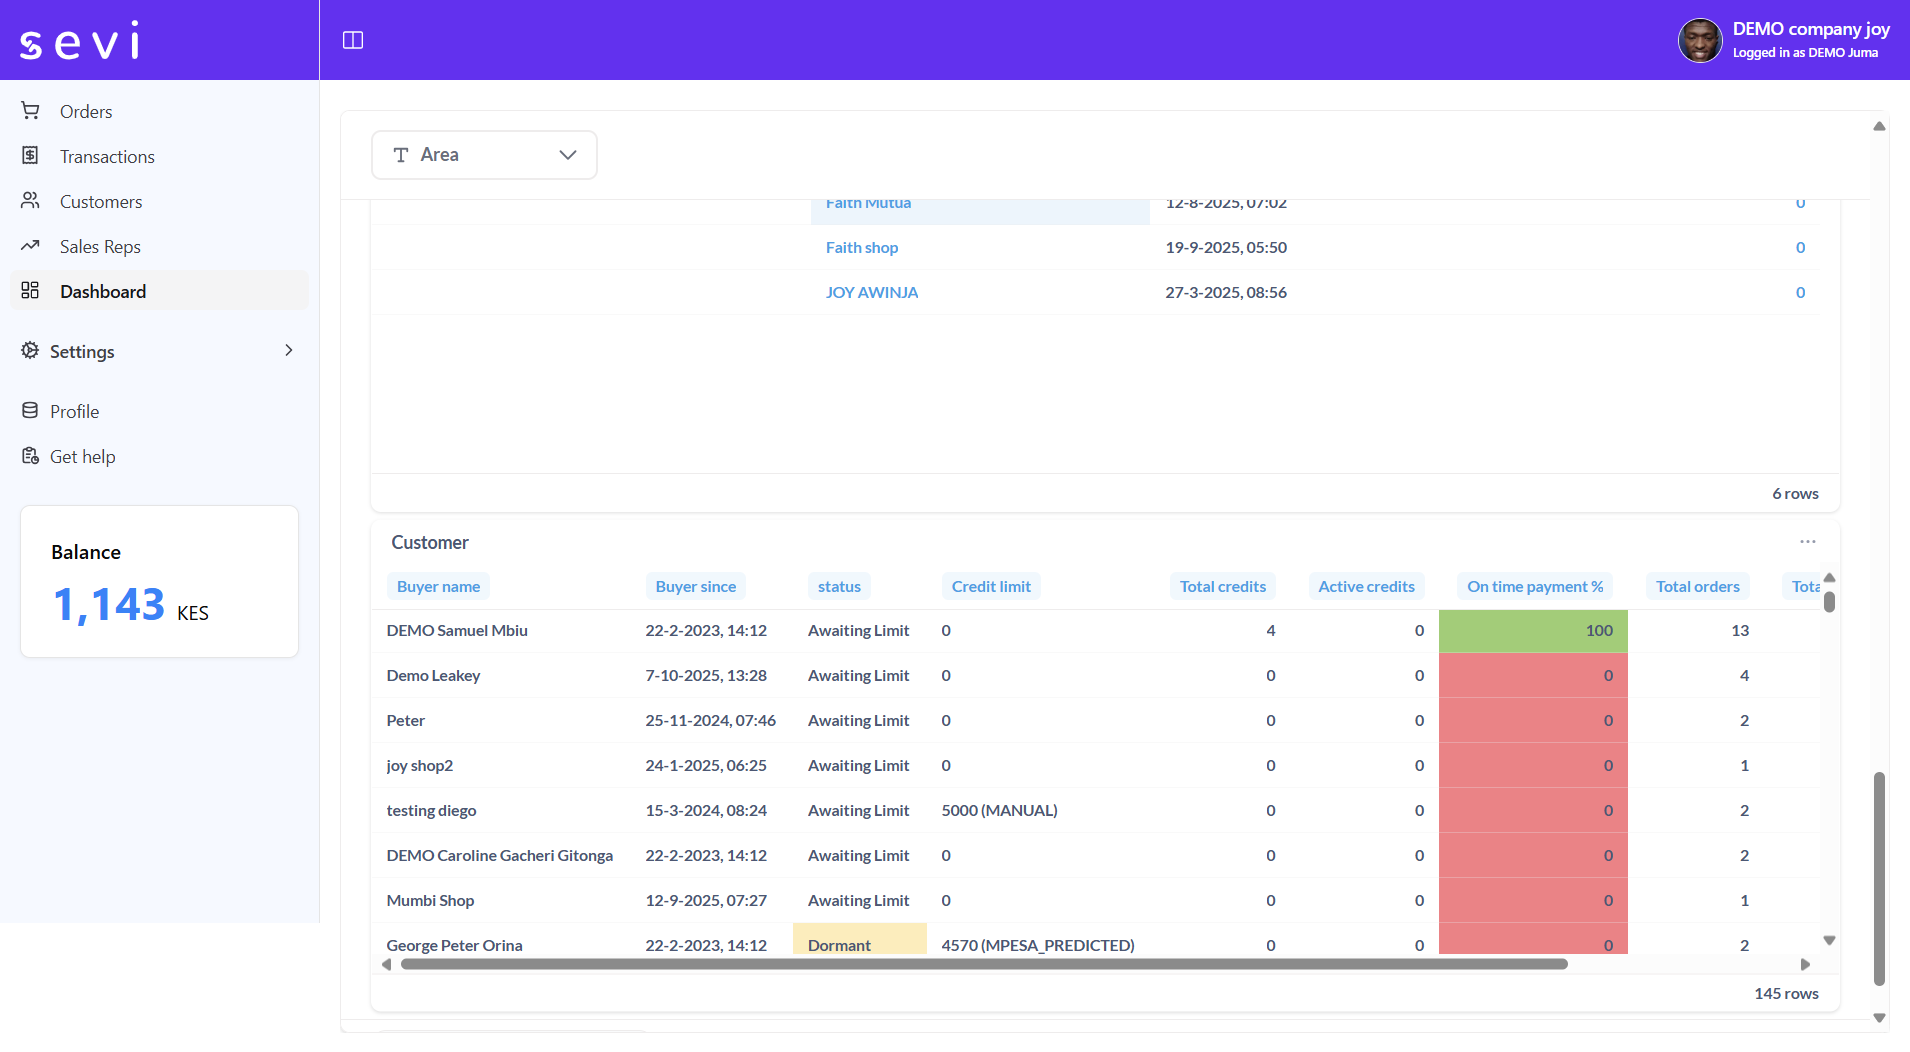 sevi
DEMO company joy
Logged in as DEMO Juma
Orders
Transactions
Customers
Sales Reps
Dashboard
Settings
Profile
Get help
Balance
1,143 KES
Area
Faith Mutua 12-8-2025, 07:02 0
Faith shop 19-9-2025, 05:50 0
JOY AWINJA 27-3-2025, 08:56 0
6 rows
Customer
Buyer name Buyer since status Credit limit Total credits Active credits On time payment % Total orders Tota
DEMO Samuel Mbiu 22-2-2023, 14:12 Awaiting Limit 0 4 0 100 13
Demo Leakey 7-10-2025, 13:28 Awaiting Limit 0 0 0 0 4
Peter 25-11-2024, 07:46 Awaiting Limit 0 0 0 0 2
joy shop2 24-1-2025, 06:25 Awaiting Limit 0 0 0 0 1
testing diego 15-3-2024, 08:24 Awaiting Limit 5000 (MANUAL) 0 0 0 2
DEMO Caroline Gacheri Gitonga 22-2-2023, 14:12 Awaiting Limit 0 0 0 0 2
Mumbi Shop 12-9-2025, 07:27 Awaiting Limit 0 0 0 0 1
George Peter Orina 22-2-2023, 14:12 Dormant 4570 (MPESA_PREDICTED) 0 0 0 2
145 rows